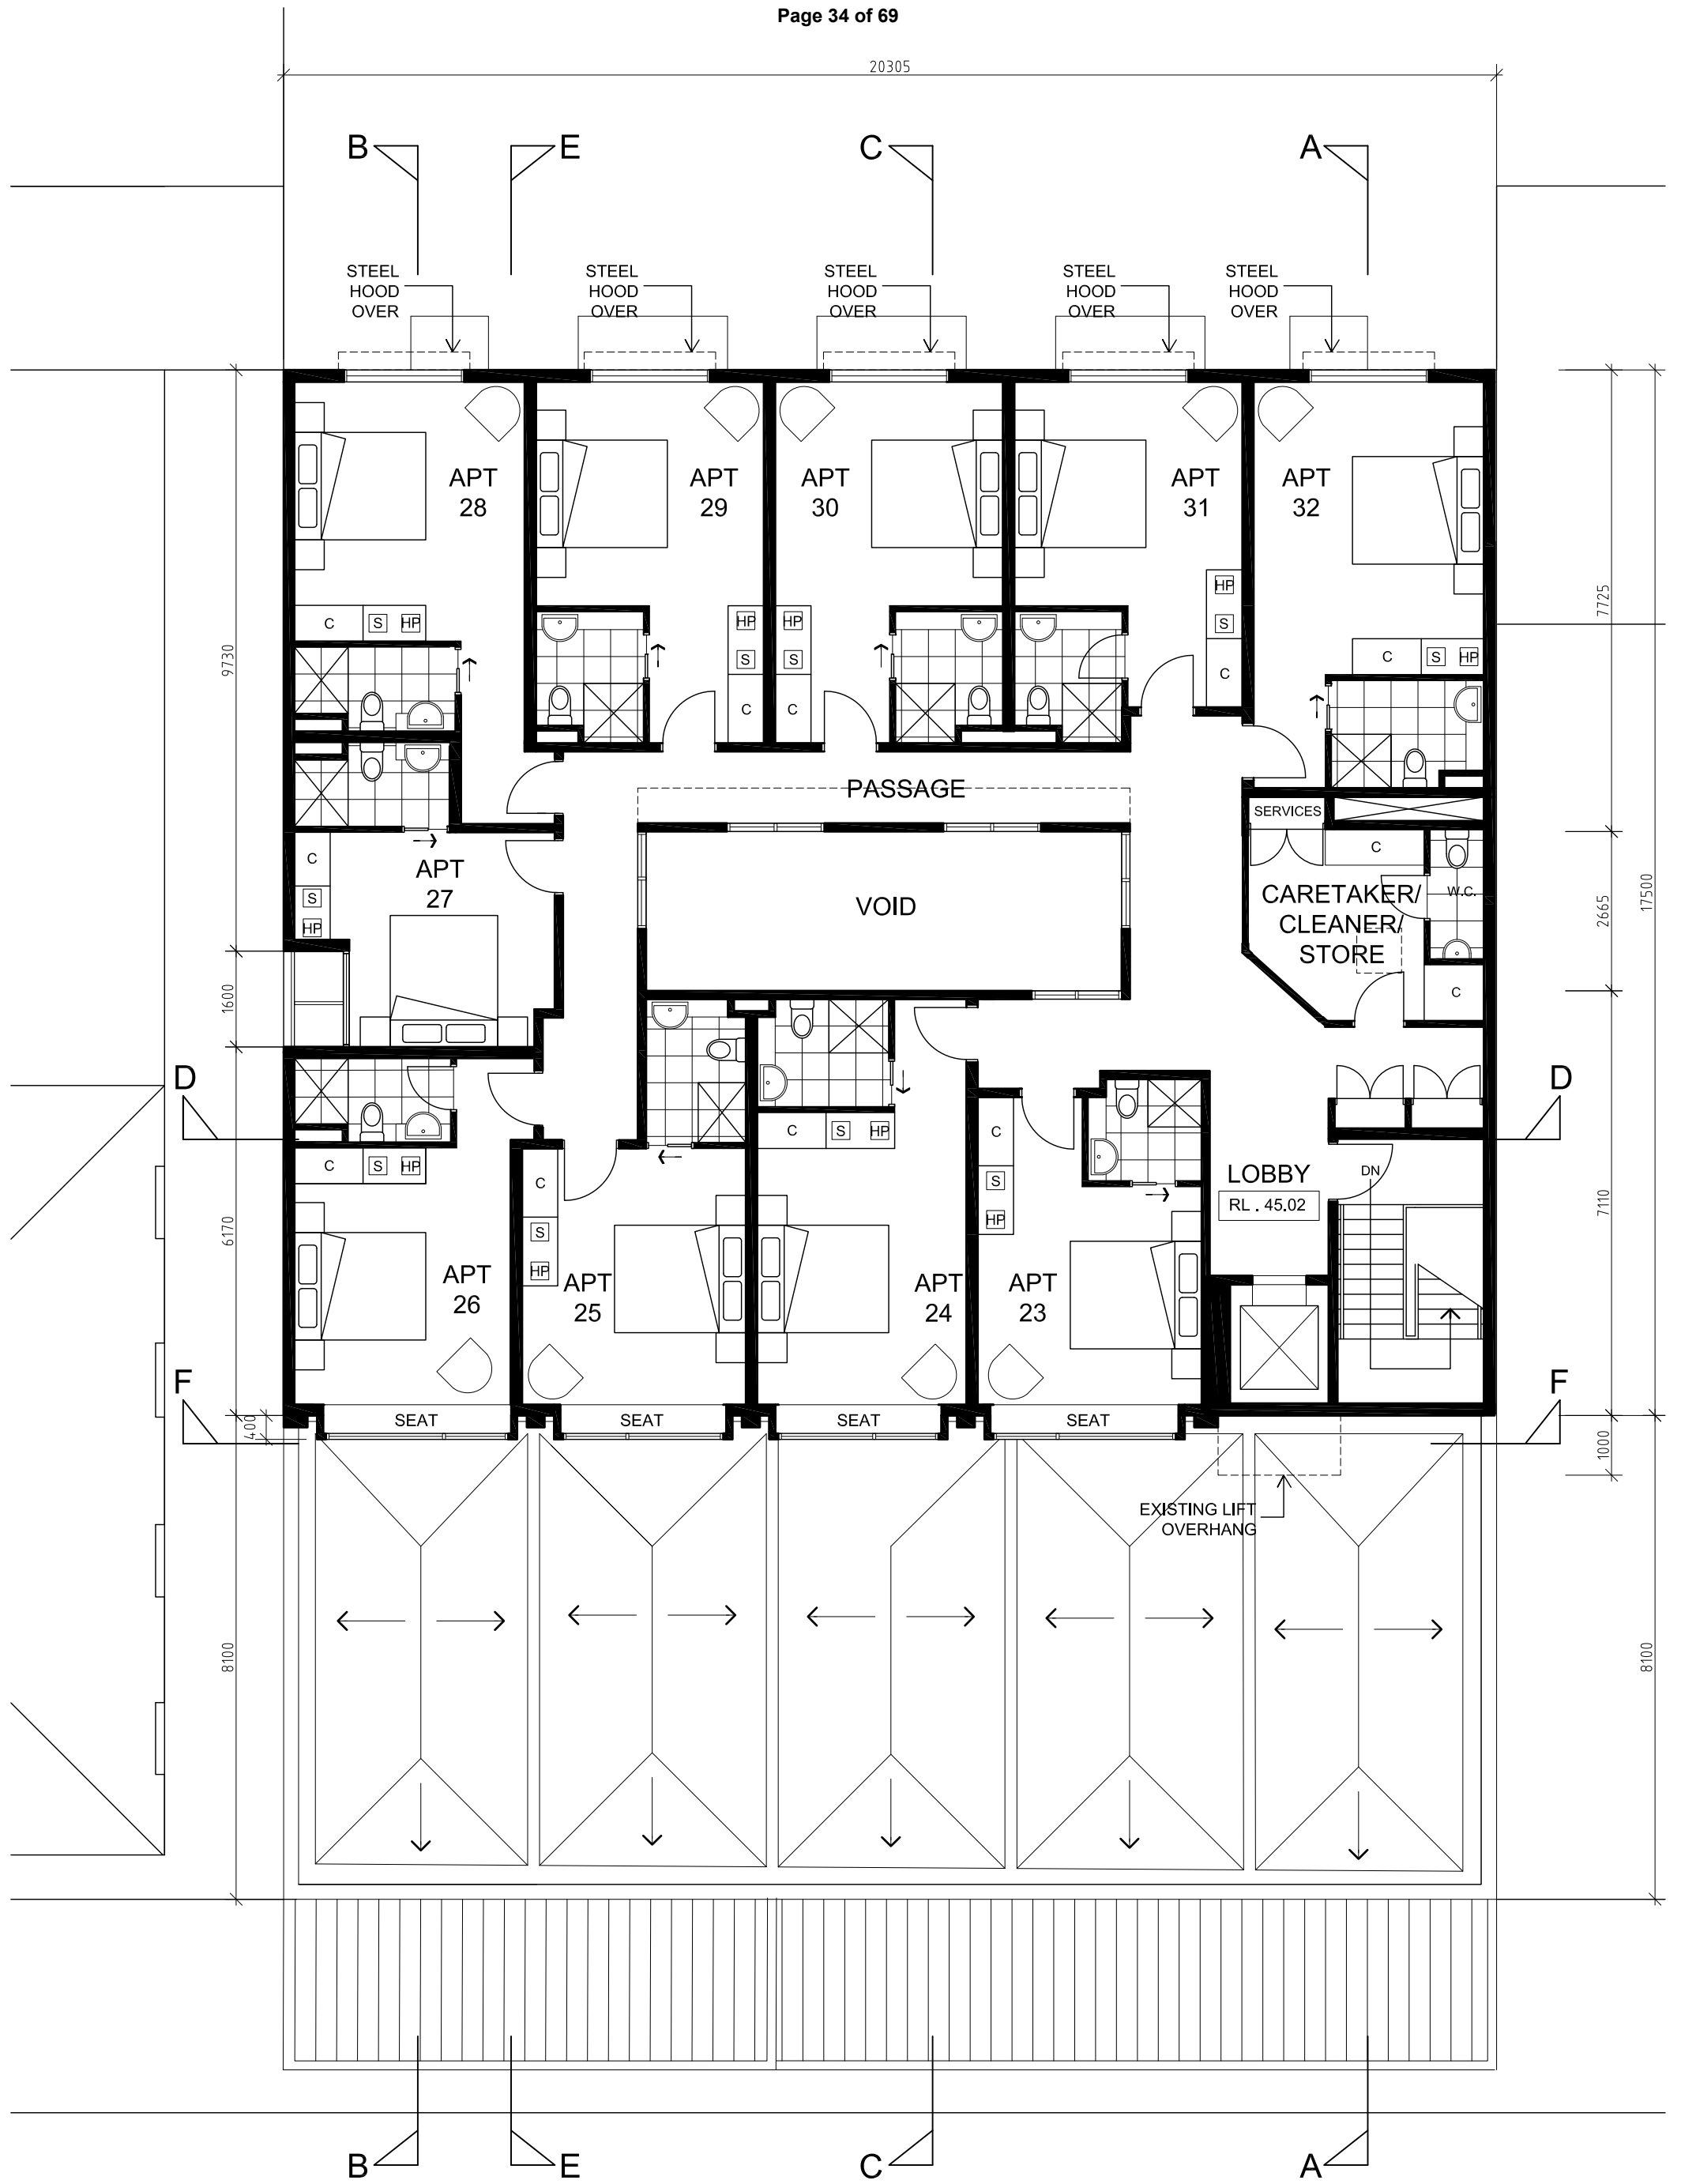 Page 34 of 69
20305
B
E
C
A
STEEL
HOOD
OVER
STEEL
HOOD
OVER
STEEL
HOOD
OVER
STEEL
HOOD
OVER
STEEL
HOOD
OVER
APT
28
APT
29
APT
30
APT
31
APT
32
C
S
HP
HP
S
C
HP
S
C
HP
S
C
C
S
HP
9730
7725
17500
2665
PASSAGE
SERVICES
VOID
APT
27
C
S
HP
C
W.C.
CARETAKER/
CLEANER/
STORE
C
1600
D
D
C
S
HP
C
S
HP
C
S
HP
C
S
HP
DN
LOBBY
RL . 45.02
6170
7110
APT
26
APT
25
APT
24
APT
23
F
F
400
SEAT
SEAT
SEAT
SEAT
1000
EXISTING LIFT
OVERHANG
8100
8100
B
E
C
A